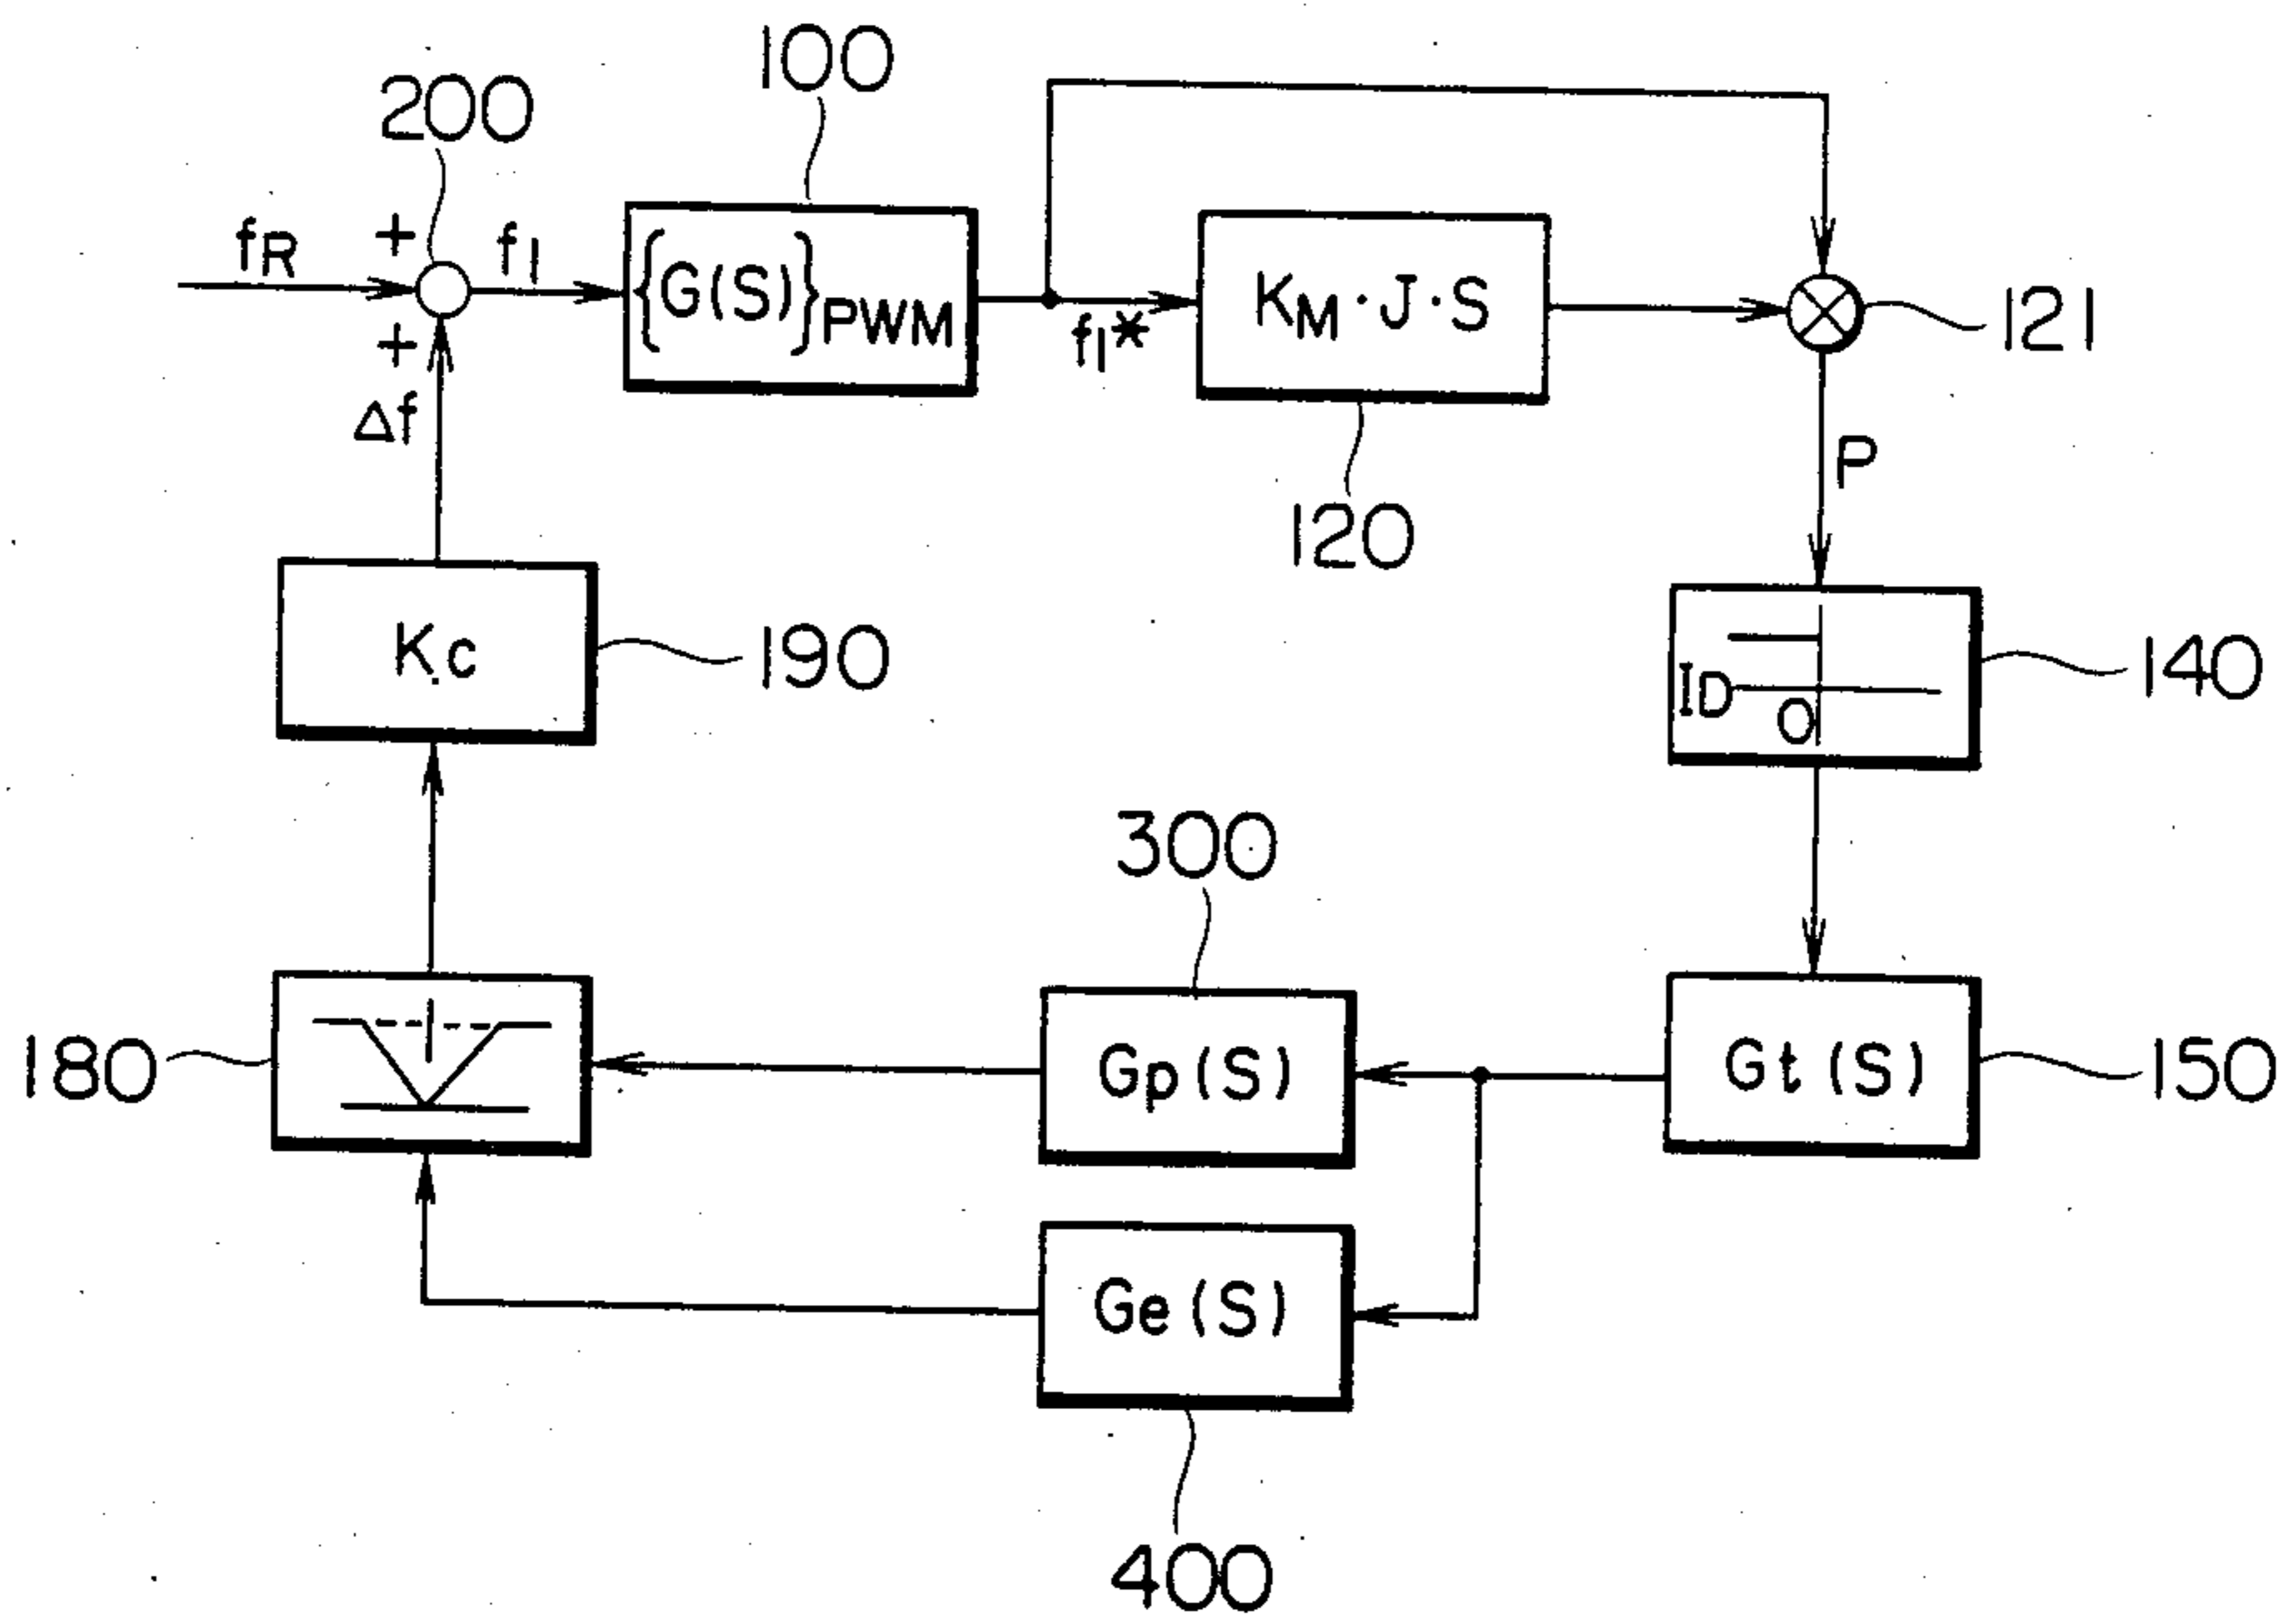 100
200
fR
+
f1
{G(S)}PWM
f1*
KM·J·S
121
+
Δf
P
120
K.c
190
ID
0
140
300
180
Gp(S)
Gt(S)
150
Ge(S)
400